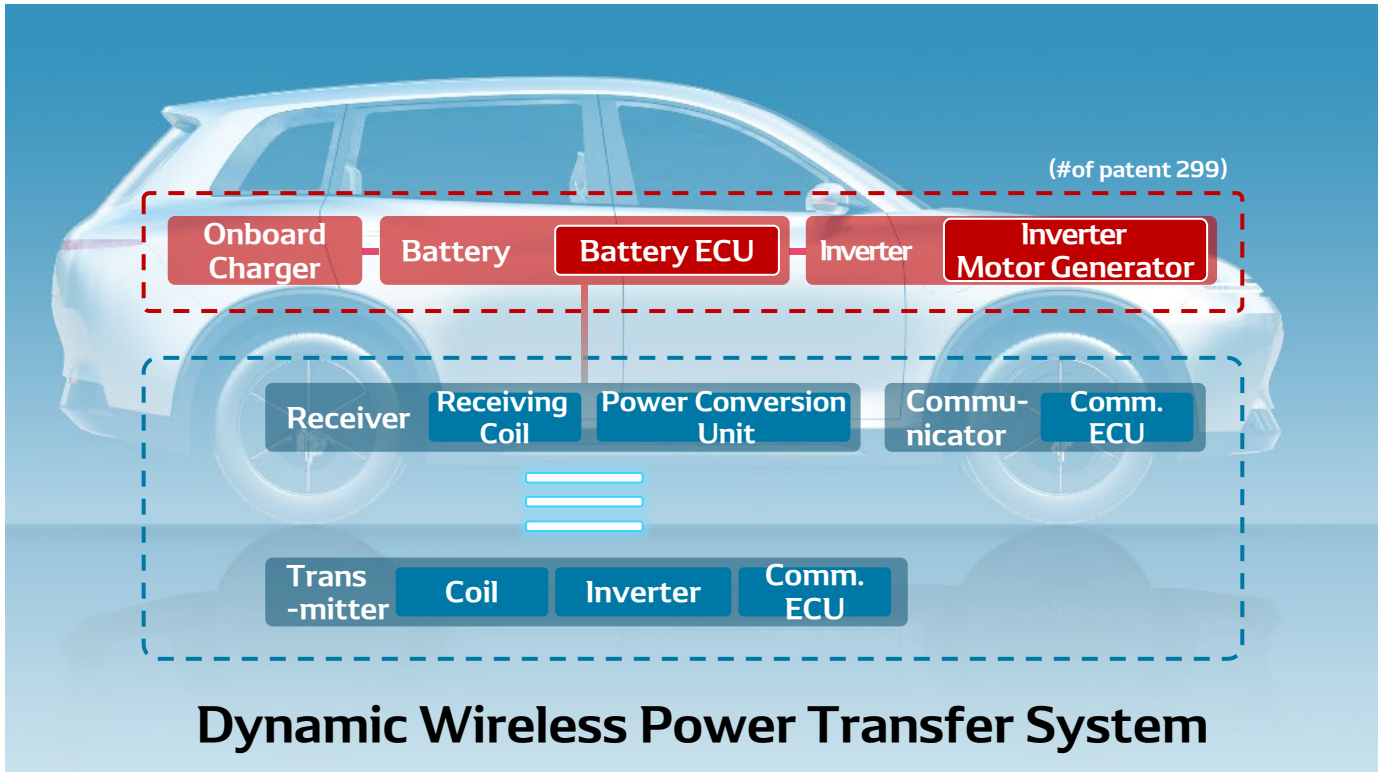 (#of patent 299)
Onboard
Charger
Battery
Battery ECU
Inverter
Inverter
Motor Generator
Receiver
Receiving
Coil
Power Conversion
Unit
Commu-
nicator
Comm.
ECU
Trans
-mitter
Coil
Inverter
Comm.
ECU
Dynamic Wireless Power Transfer System